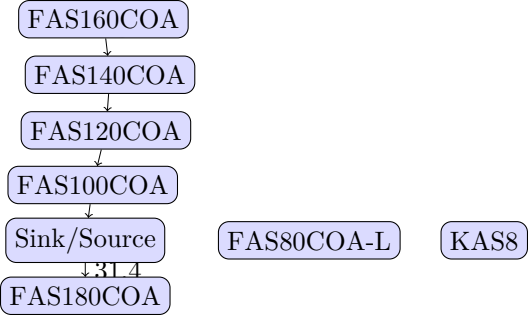 FAS160COA
FAS140COA
FAS120COA
FAS100COA
Sink/Source FAS80COA-L KAS8
31.4
FAS180COA